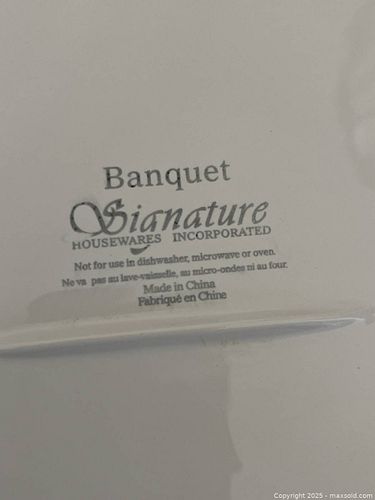 Banquet
Signature
HOUSEWARES INCORPORATED
Not for use in dishwasher, microwave or oven.
Ne va pas au lave-vaisselle, au micro-ondes ni au four.
Made in China
Fabriqué en Chine
Copyright 2025 - maxsold.com